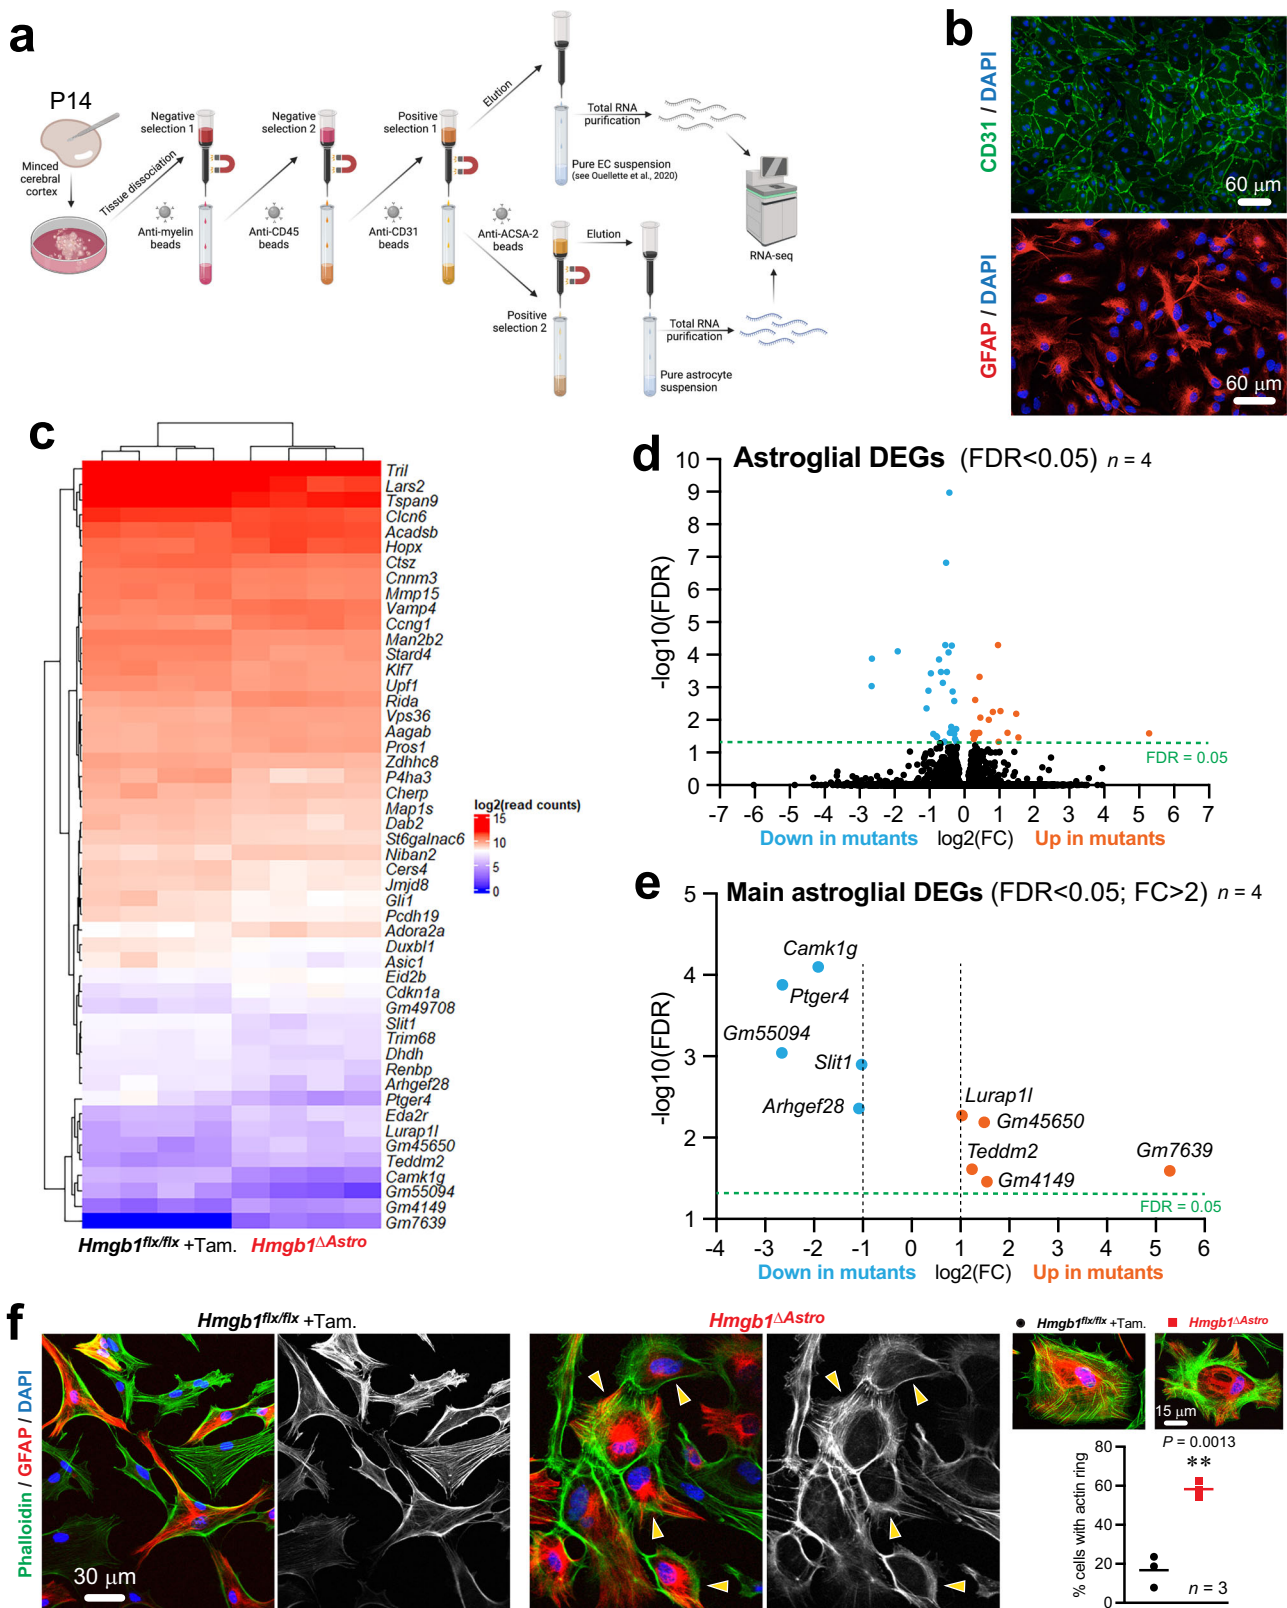 a
P14
Minced
cerebral
cortex
Tissue dissociation
Negative
selection 1
Anti-myelin
beads
Negative
selection 2
Anti-CD45
beads
Positive
selection 1
Anti-CD31
beads
Elution
Total RNA
purification
Pure EC suspension
(see Ouellette et al., 2020)
Anti-ACSA-2
beads
Elution
Positive
selection 2
Total RNA
purification
Pure astrocyte
suspension
RNA-seq
b
CD31 / DAPI
60 μm
GFAP / DAPI
60 μm
c
Tril
Lars2
Tspan9
Clcn6
Acadsb
Hopx
Ctsz
Cnnm3
Mmp15
Vamp4
Ccng1
Man2b2
Stard4
Klf7
Upf1
Rida
Vps36
Aagab
Pros1
Zdhhc8
P4ha3
Cherp
Map1s
Dab2
St6galnac6
Niban2
Cers4
Jmjd8
Gli1
Pcdh19
Adora2a
Duxbl1
Asic1
Eid2b
Cdkn1a
Gm49708
Slit1
Trim68
Dhdh
Renbp
Arhgef28
Ptger4
Eda2r
Lurap1l
Gm45650
Teddm2
Camk1g
Gm55094
Gm4149
Gm7639
log2(read counts)
15
10
5
0
Hmgb1flx/flx +Tam.
Hmgb1ΔAstro
d
Astroglial DEGs (FDR<0.05) n = 4
-log10(FDR)
10
9
8
7
6
5
4
3
2
1
0
FDR = 0.05
-7 -6 -5 -4 -3 -2 -1 0 1 2 3 4 5 6 7
Down in mutants log2(FC) Up in mutants
e
Main astroglial DEGs (FDR<0.05; FC>2) n = 4
-log10(FDR)
5
4
3
2
1
Camk1g
Ptger4
Gm55094
Slit1
Arhgef28
Lurap1l
Gm45650
Teddm2
Gm4149
Gm7639
FDR = 0.05
-4 -3 -2 -1 0 1 2 3 4 5 6
Down in mutants log2(FC) Up in mutants
f
Phalloidin / GFAP / DAPI
Hmgb1flx/flx +Tam.
30 μm
Hmgb1ΔAstro
Hmgb1flx/flx +Tam.
Hmgb1ΔAstro
15 μm
P = 0.0013
**
% cells with actin ring
80
60
40
20
0
n = 3